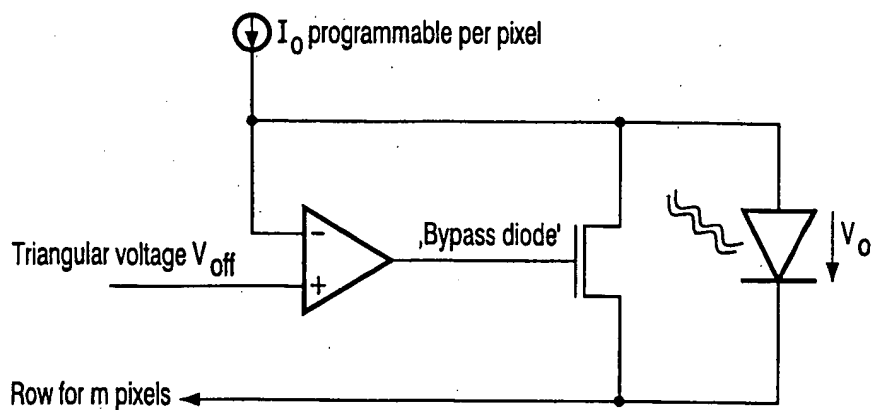 I₀ programmable per pixel
‚Bypass diode'
Triangular voltage Voff
V₀
Row for m pixels